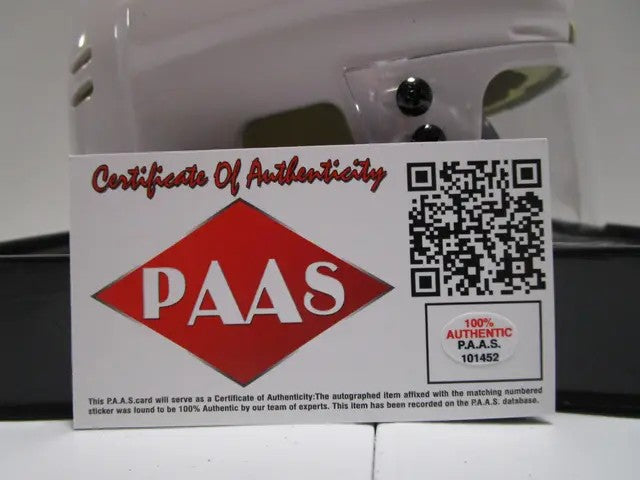 Certificate Of Authenticity
PAAS
100%
AUTHENTIC
P.A.A.S.
101452
This P.A.A.S.card will serve as a Certificate of Authenticity:The autographed item affixed with the matching numbered
sticker was found to be 100% Authentic by our team of experts. This item has been recorded on the P.A.A.S. database.